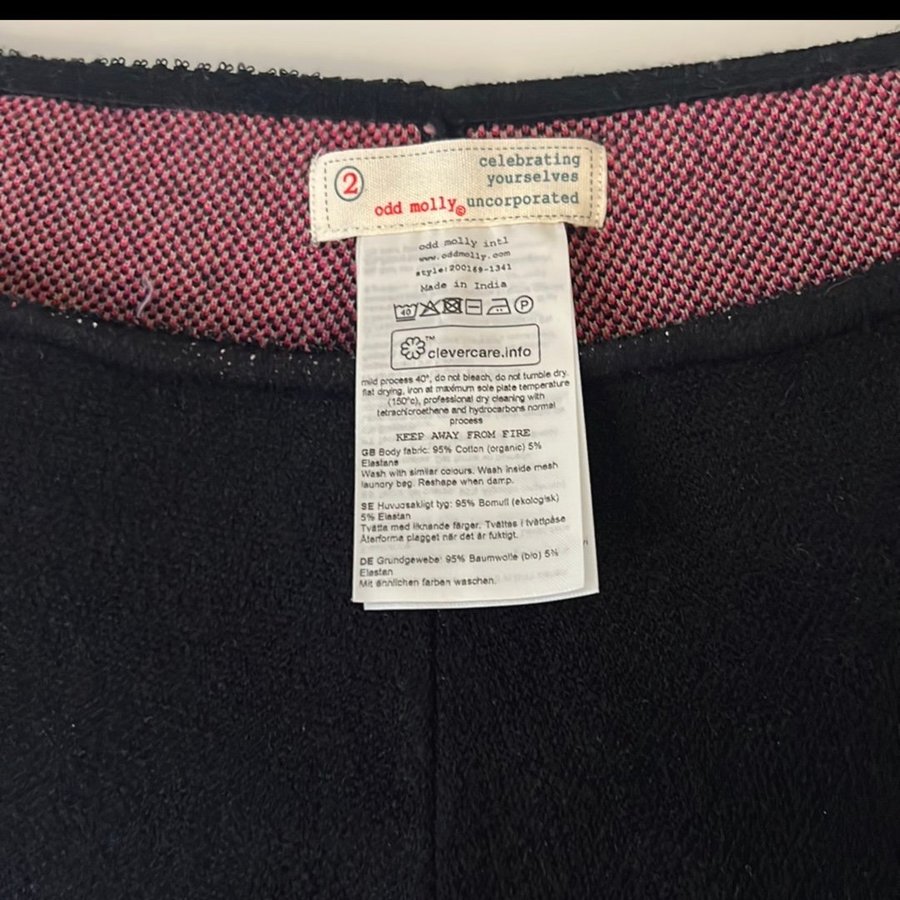 2
celebrating
yourselves
odd molly© uncorporated
odd molly intl
www.oddmolly.com
style:200169-1341
Made in India
40 P
TM
clevercare.info
mild process 40°, do not bleach, do not tumble dry.
flat drying, iron at maximum sole plate temperature
(150°c), professional dry cleaning with
tetrachloroethene and hydrocarbons normal
process
KEEP AWAY FROM FIRE
GB Body fabric: 95% Cotton (organic) 5%
Elastane
Wash with similar colours. Wash inside mesh
laundry bag. Reshape when damp.
SE Huvudsakligt tyg: 95% Bomull (ekologisk)
5% Elastan
Tvätta med liknande färger. Tvättas i tvättpåse
Återforma plagget när det är fuktigt.
DE Grundgewebe: 95% Baumwolle (bio) 5%
Elastan
Mit ähnlichen farben waschen.